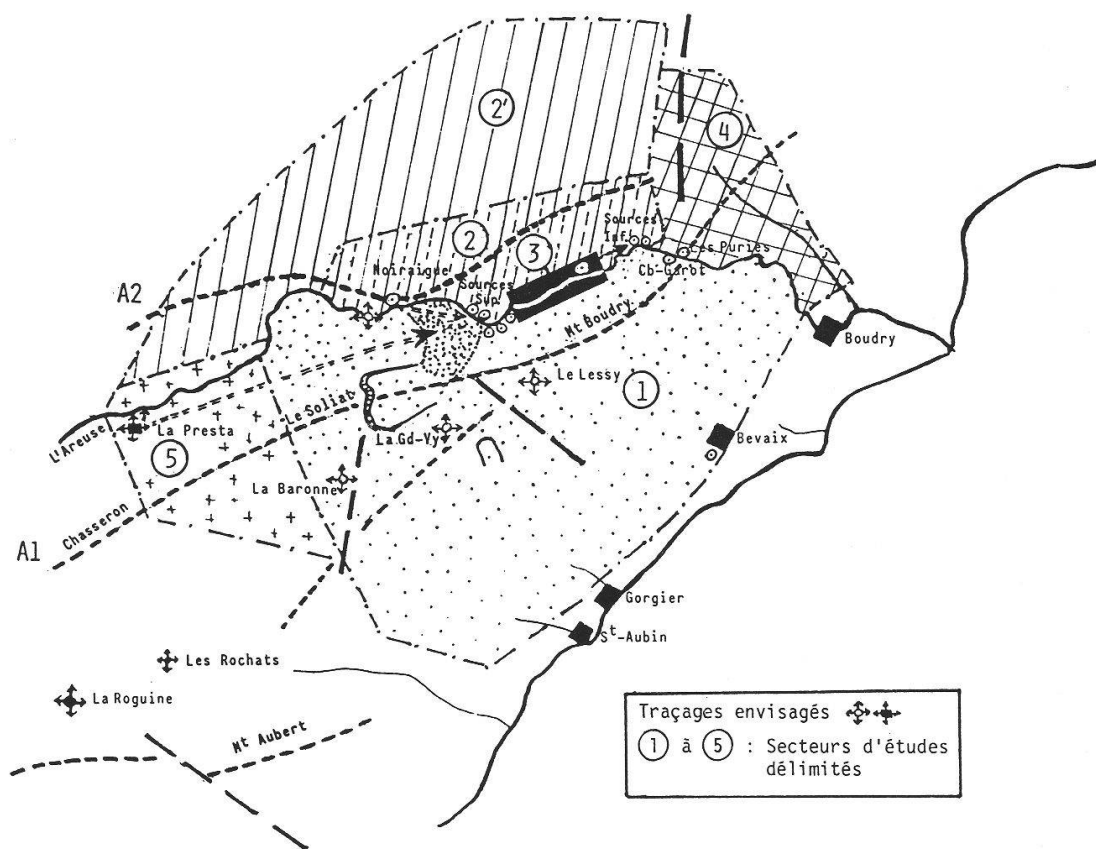 2'
4
2
3
Sources
Inf.
Les Puries
Cb-Garot
Noiraigue
Sources
Sup.
A2
Mt Boudry
Boudry
Le Lessy
1
Le Soliat
L'Areuse
La Presta
5
La Gd-Vy
Bevaix
La Baronne
Chasseron
A1
Gorgier
St-Aubin
Les Rochats
La Roguine
Mt Aubert
Traçages envisagés
1 à 5 : Secteurs d'études
délimités